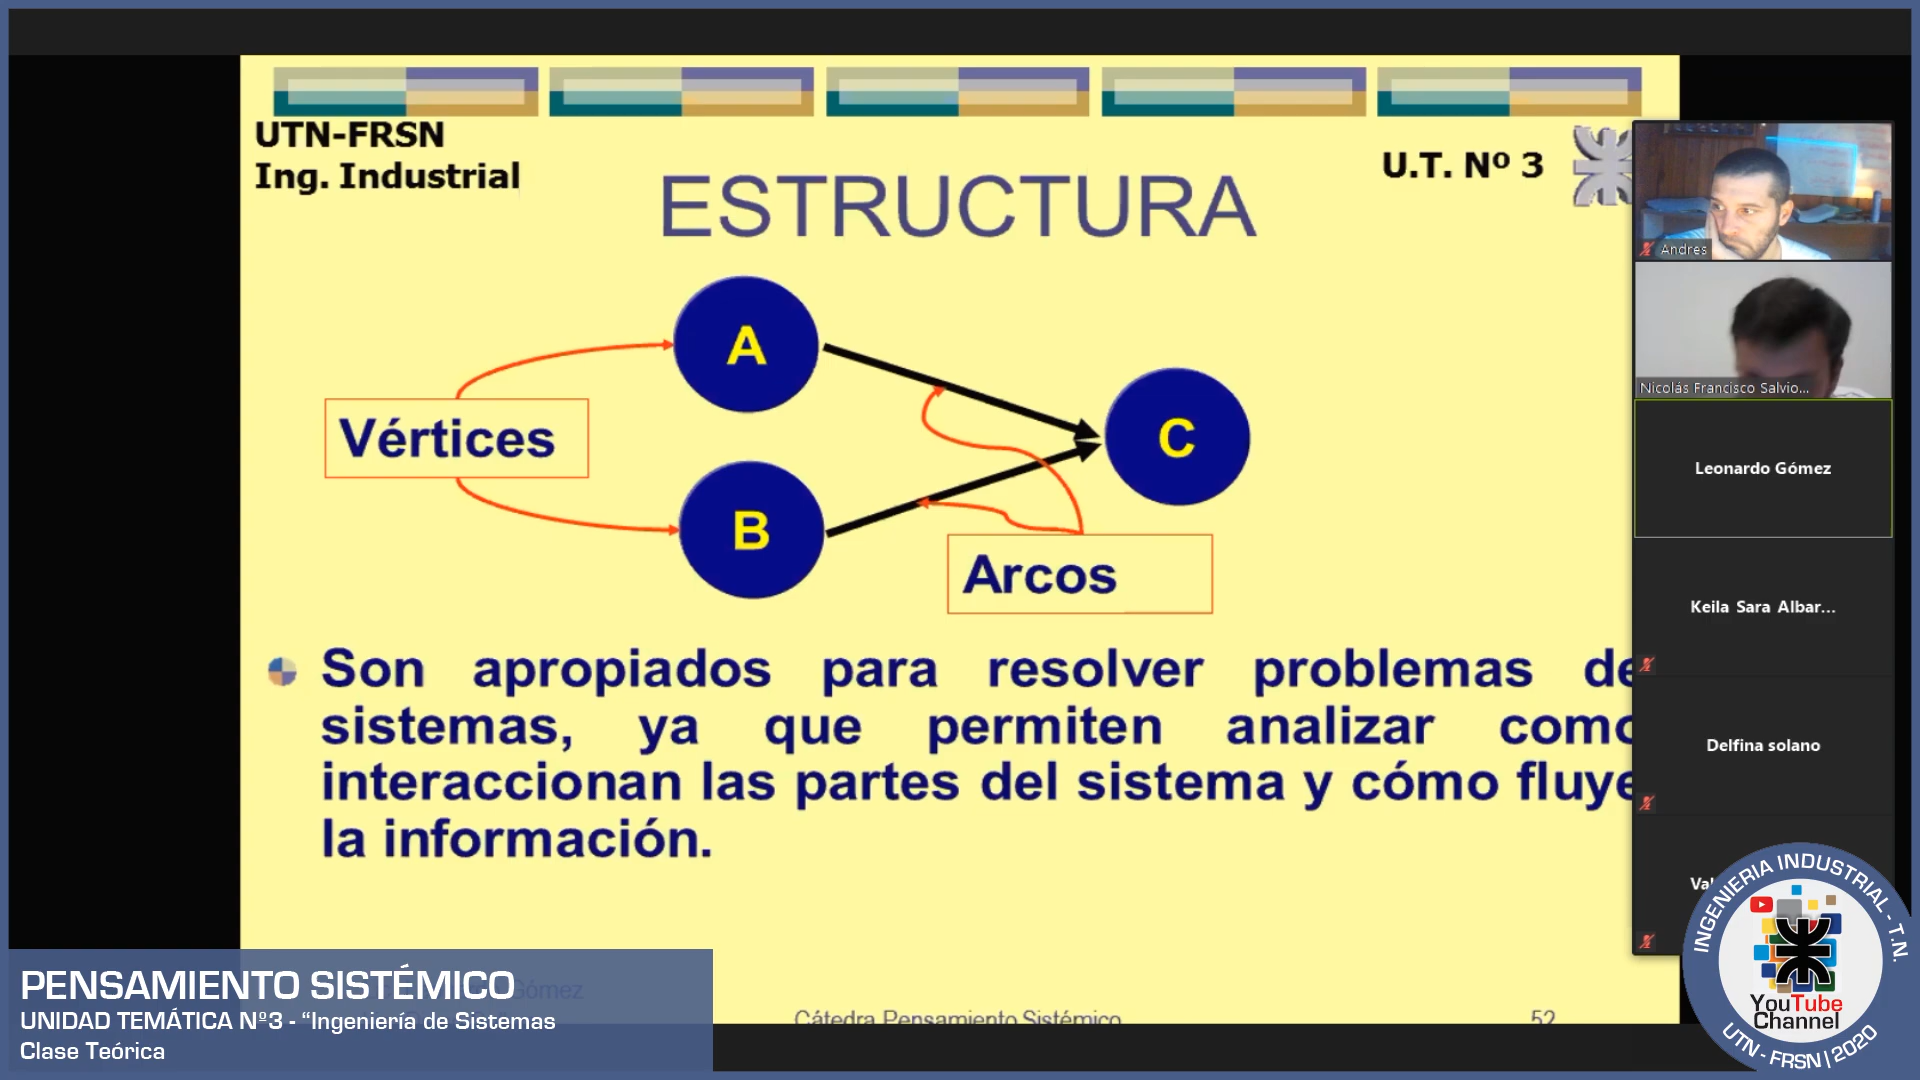 UTN-FRSN
Ing. Industrial
U.T. Nº 3
ESTRUCTURA
A
Vértices
C
B
Arcos
Son apropiados para resolver problemas de
sistemas, ya que permiten analizar como
interaccionan las partes del sistema y cómo fluye
la información.
Gómez
Cátedra Pensamiento Sistémico
52
Andres
Nicolás Francisco Salvio...
Leonardo Gómez
Keila Sara Albar...
Delfina solano
PENSAMIENTO SISTÉMICO
UNIDAD TEMÁTICA Nº3 - “Ingeniería de Sistemas
Clase Teórica
INGENIERIA INDUSTRIAL - T.N.
YouTube
Channel
UTN - FRSN | 2020